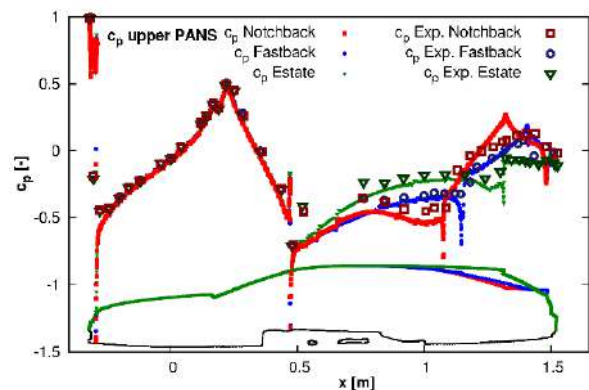 c_p upper PANS
c_p Notchback
c_p Fastback
c_p Estate
c_p Exp. Notchback
c_p Exp. Fastback
c_p Exp. Estate
1
0.5
0
-0.5
-1
-1.5
c_p [-]
0
0.5
1
1.5
x [m]